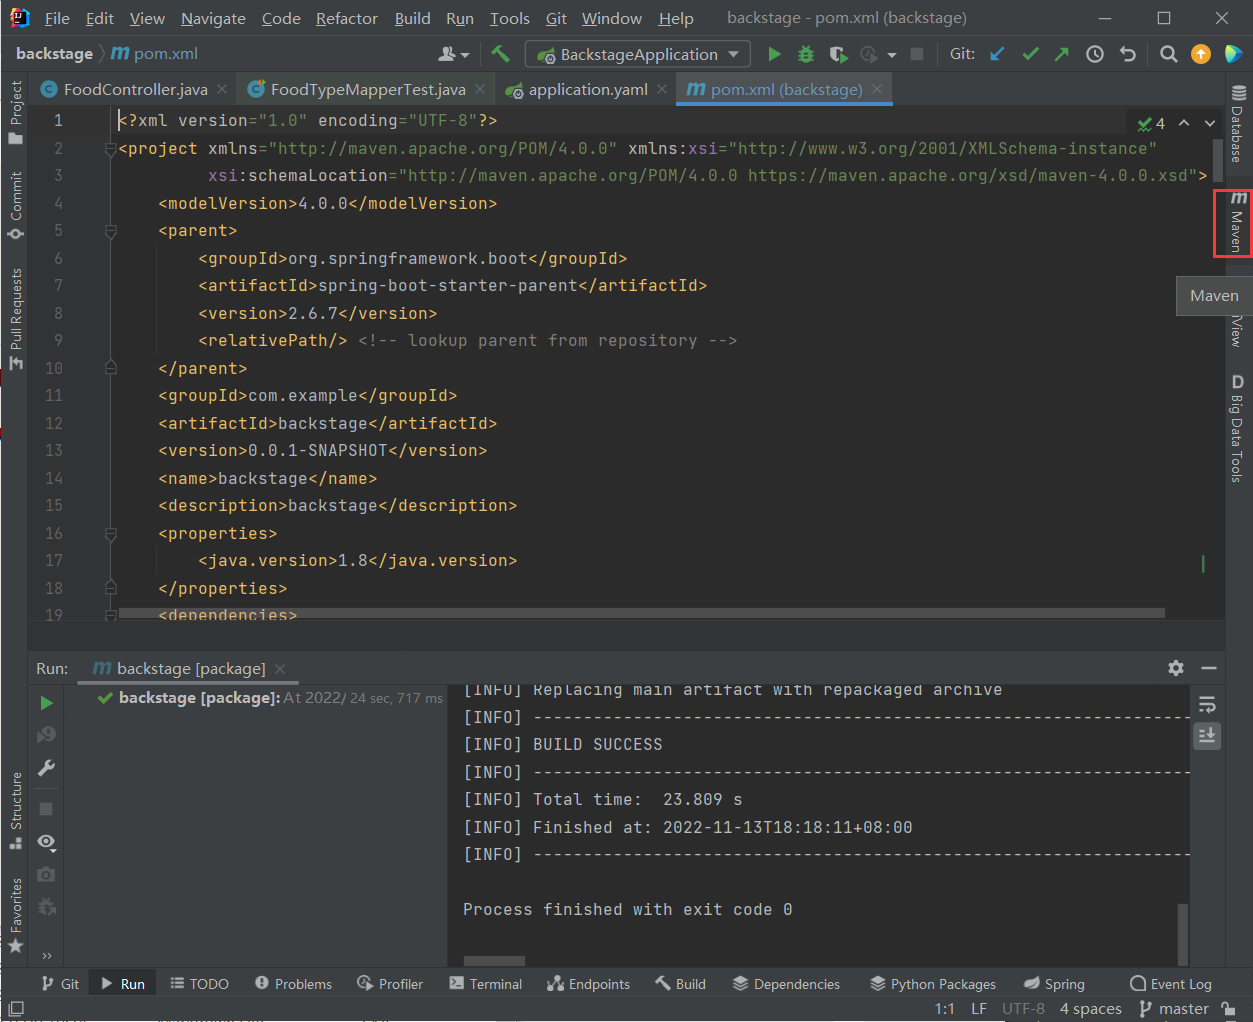 File Edit View Navigate Code Refactor Build Run Tools Git Window Help backstage - pom.xml (backstage)
backstage pom.xml BackstageApplication Git:
FoodController.java FoodTypeMapperTest.java application.yaml pom.xml (backstage)
Project
Commit
Pull Requests
Structure
Favorites
1 <?xml version="1.0" encoding="UTF-8"?>
2 <project xmlns="http://maven.apache.org/POM/4.0.0" xmlns:xsi="http://www.w3.org/2001/XMLSchema-instance"
3 xsi:schemaLocation="http://maven.apache.org/POM/4.0.0 https://maven.apache.org/xsd/maven-4.0.0.xsd">
4 <modelVersion>4.0.0</modelVersion>
5 <parent>
6 <groupId>org.springframework.boot</groupId>
7 <artifactId>spring-boot-starter-parent</artifactId>
8 <version>2.6.7</version>
9 <relativePath/> <!-- lookup parent from repository -->
10 </parent>
11 <groupId>com.example</groupId>
12 <artifactId>backstage</artifactId>
13 <version>0.0.1-SNAPSHOT</version>
14 <name>backstage</name>
15 <description>backstage</description>
16 <properties>
17 <java.version>1.8</java.version>
18 </properties>
19 <dependencies>
4
Database
Maven
Maven
View
Big Data Tools
Run: backstage [package]
backstage [package]: At 2022/ 24 sec, 717 ms
[INFO] Replacing main artifact with repackaged archive
[INFO] ------------------------------------------------------------------
[INFO] BUILD SUCCESS
[INFO] ------------------------------------------------------------------
[INFO] Total time:  23.809 s
[INFO] Finished at: 2022-11-13T18:18:11+08:00
[INFO] ------------------------------------------------------------------
Process finished with exit code 0
Git Run TODO Problems Profiler Terminal Endpoints Build Dependencies Python Packages Spring Event Log
1:1 LF UTF-8 4 spaces master